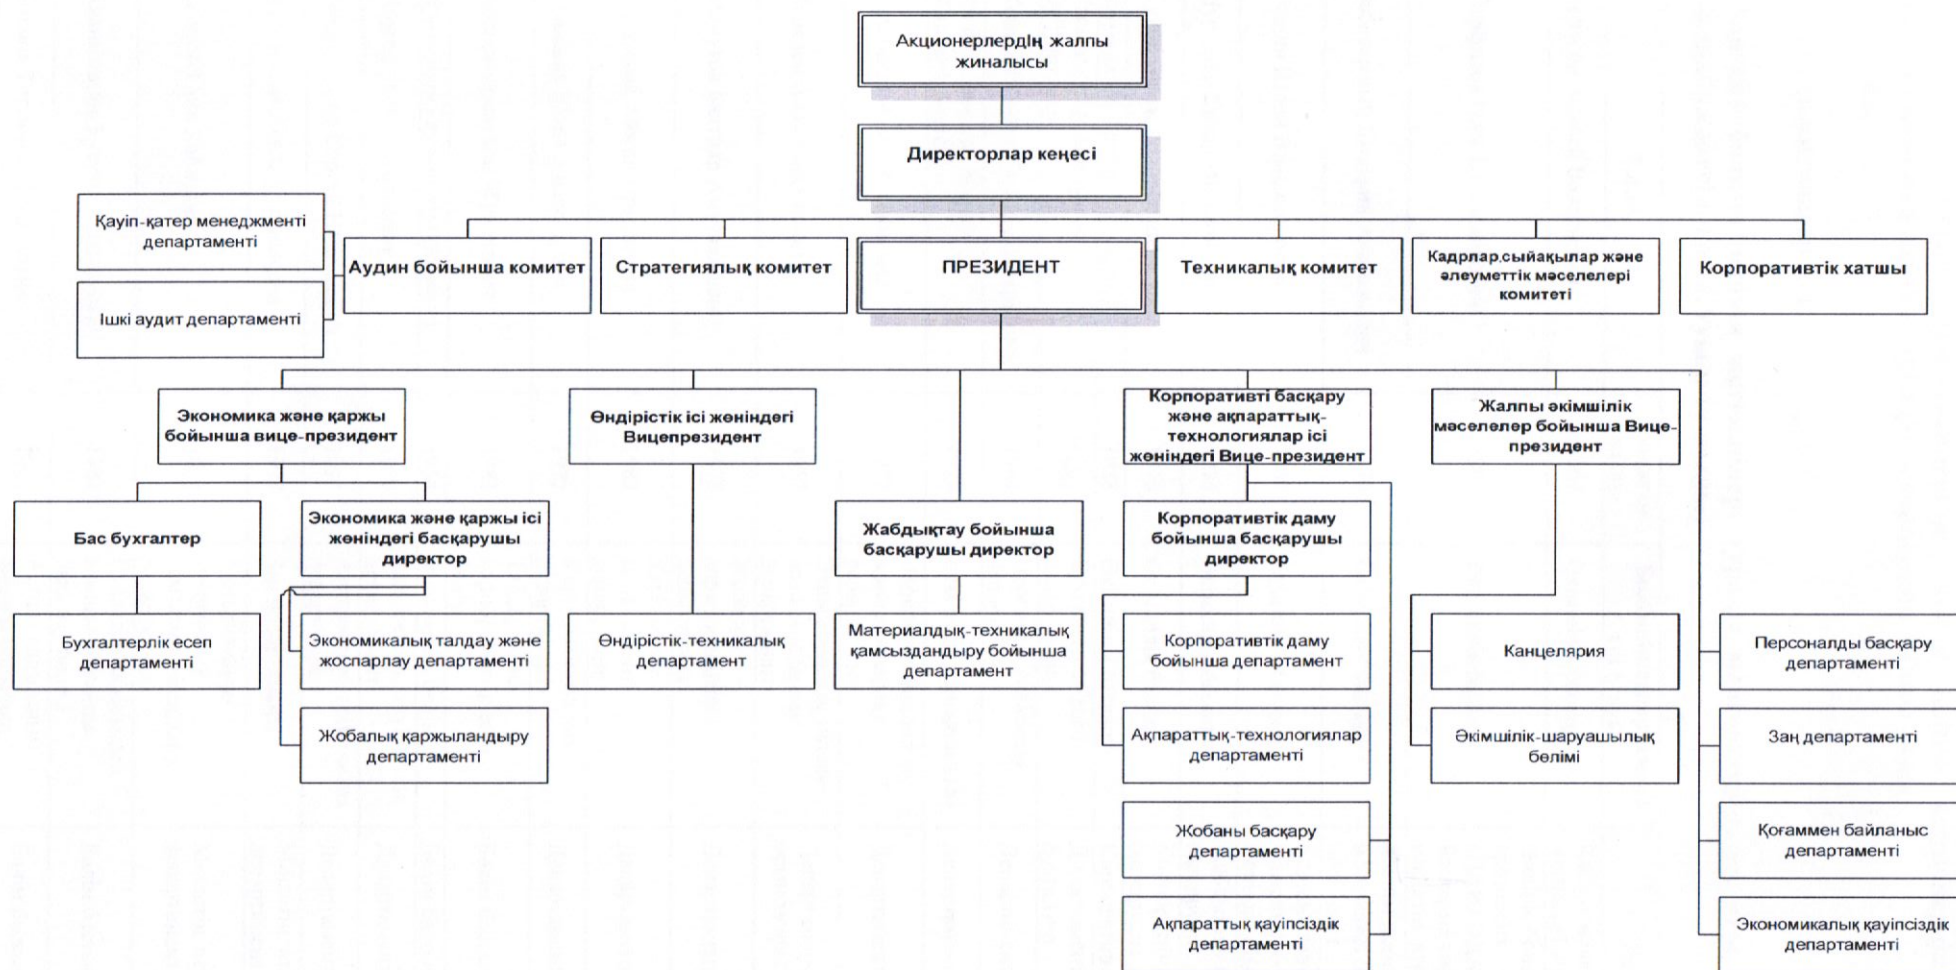 Акционерлердің жалпы
жиналысы
Директорлар кеңесі
Қауіп-қатер менеджменті
департаменті
Ішкі аудит департаменті
Аудин бойынша комитет
Стратегиялық комитет
ПРЕЗИДЕНТ
Техникалық комитет
Кадрлар,сыйақылар және
әлеуметтік мәселелері
комитеті
Корпоративтік хатшы
Экономика және қаржы
бойынша вице-президент
Өндірістік ісі жөніндегі
Вицепрезидент
Корпоративті басқару
және ақпараттық-
технологиялар ісі
жөніндегі Вице-президент
Жалпы әкімшілік
мәселелер бойынша Вице-
президент
Бас бухгалтер
Экономика және қаржы ісі
жөніндегі басқарушы
директор
Жабдықтау бойынша
басқарушы директор
Корпоративтік даму
бойынша басқарушы
директор
Бухгалтерлік есеп
департаменті
Экономикалық талдау және
жоспарлау департаменті
Өндірістік-техникалық
департамент
Материалдық-техникалық
қамсыздандыру бойынша
департамент
Корпоративтік даму
бойынша департамент
Канцелярия
Персоналды басқару
департаменті
Жобалық қаржыландыру
департаменті
Ақпараттық-технологиялар
департаменті
Әкімшілік-шаруашылық
бөлімі
Заң департаменті
Жобаны басқару
департаменті
Қоғаммен байланыс
департаменті
Ақпараттық қауіпсіздік
департаменті
Экономикалық қауіпсіздік
департаменті